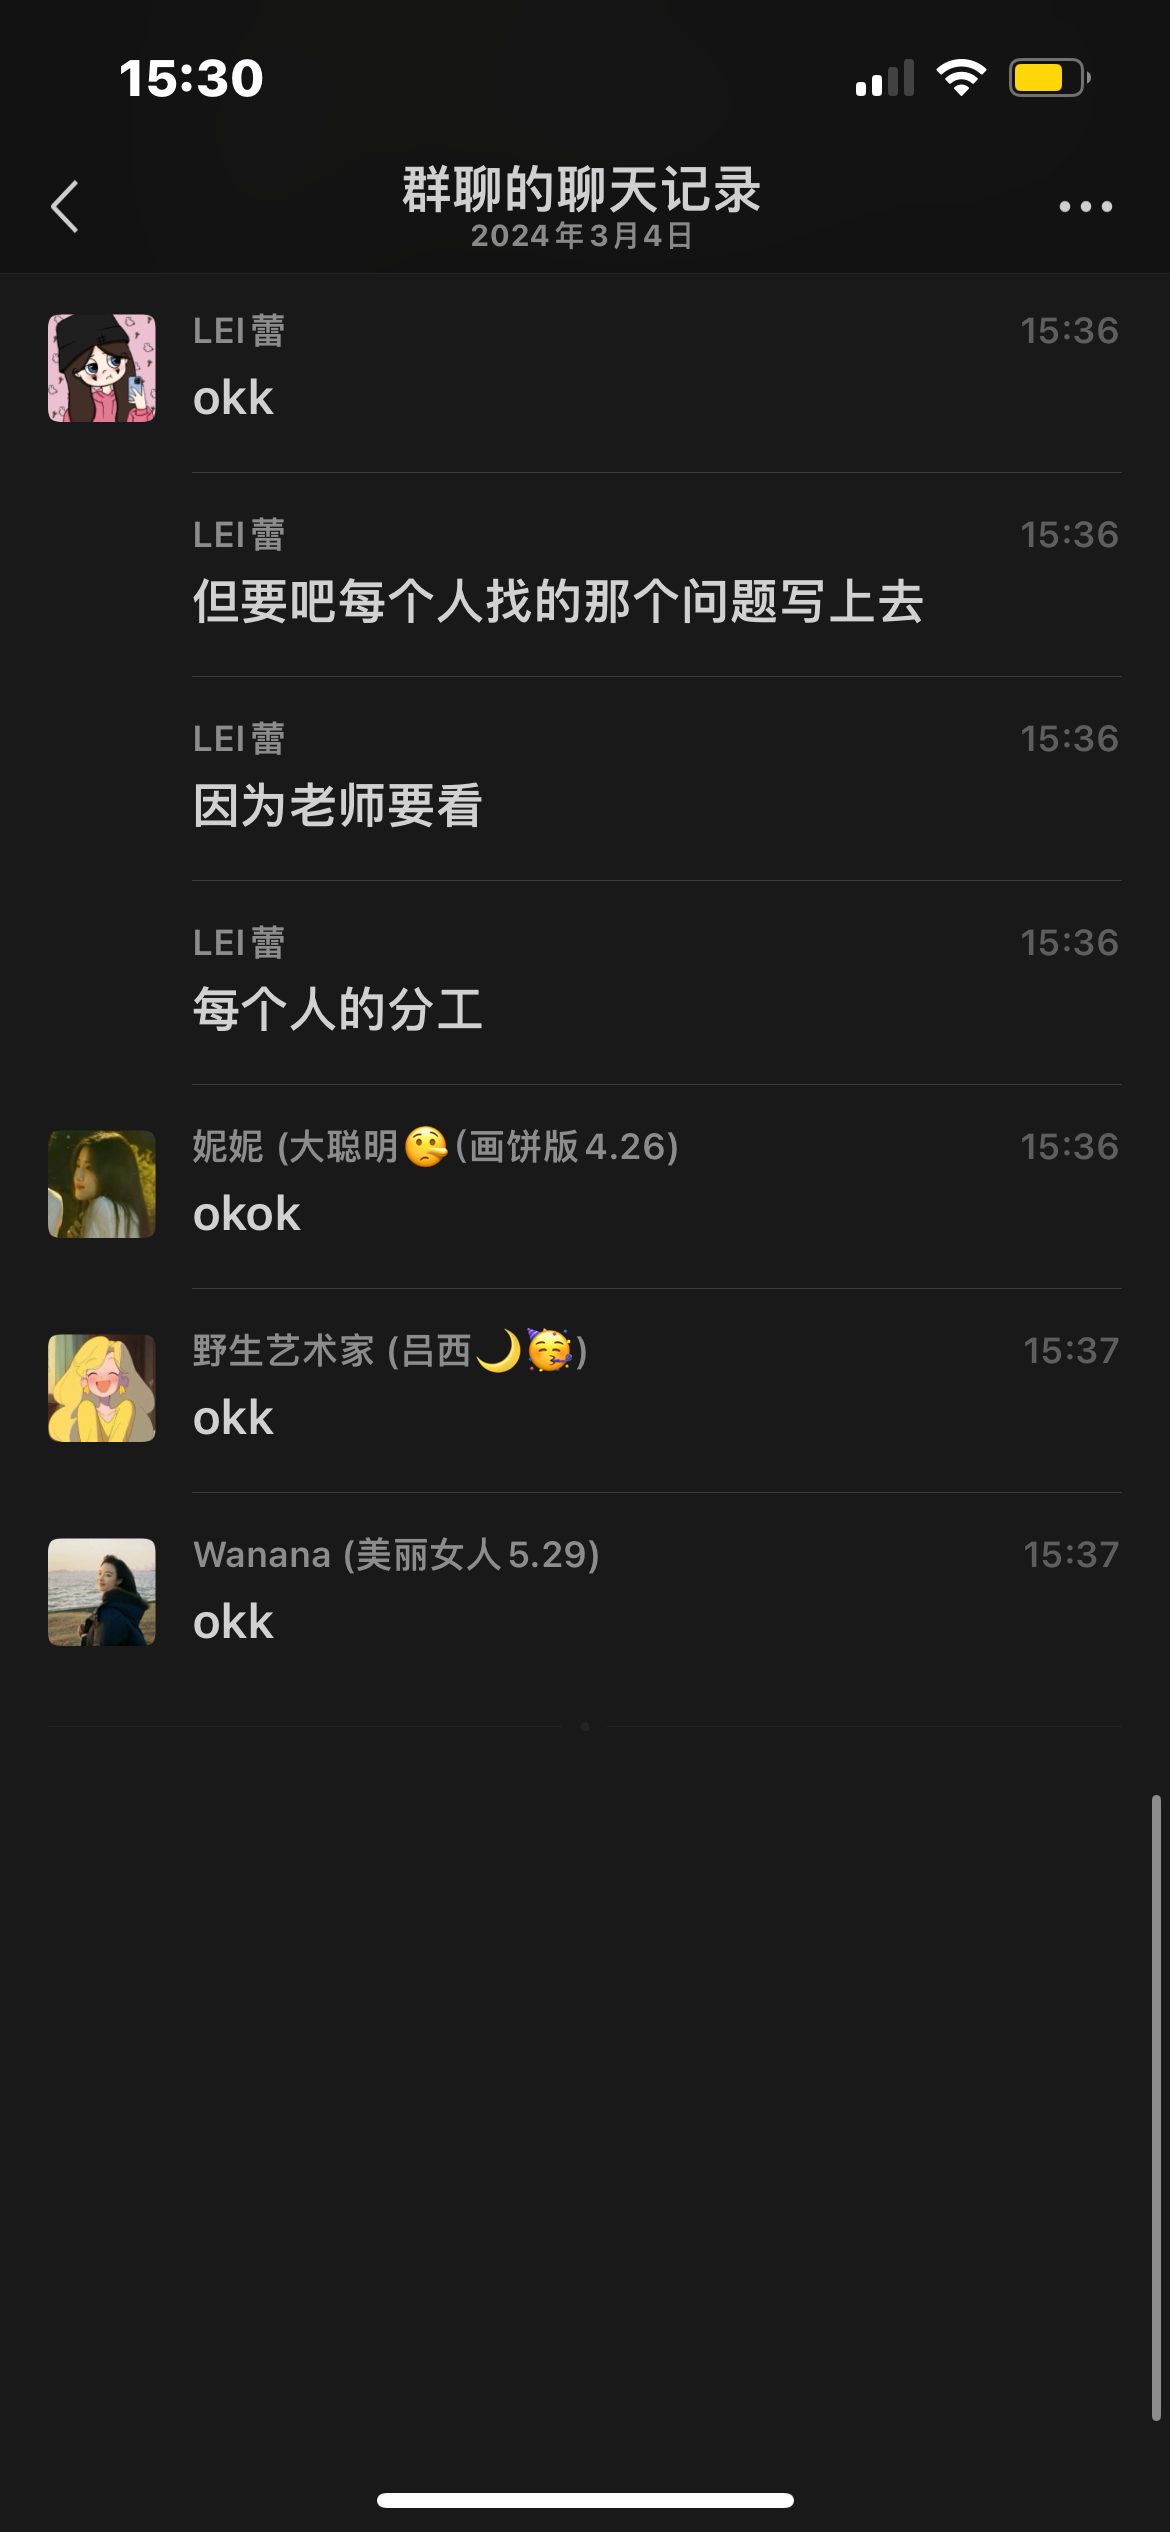 15:30
群聊的聊天记录
2024年3月4日
LEI蕾 15:36
okk
LEI蕾 15:36
但要吧每个人找的那个问题写上去
LEI蕾 15:36
因为老师要看
LEI蕾 15:36
每个人的分工
妮妮 (大聪明🤥(画饼版4.26) 15:36
okok
野生艺术家 (吕西🌙🥳) 15:37
okk
Wanana (美丽女人5.29) 15:37
okk